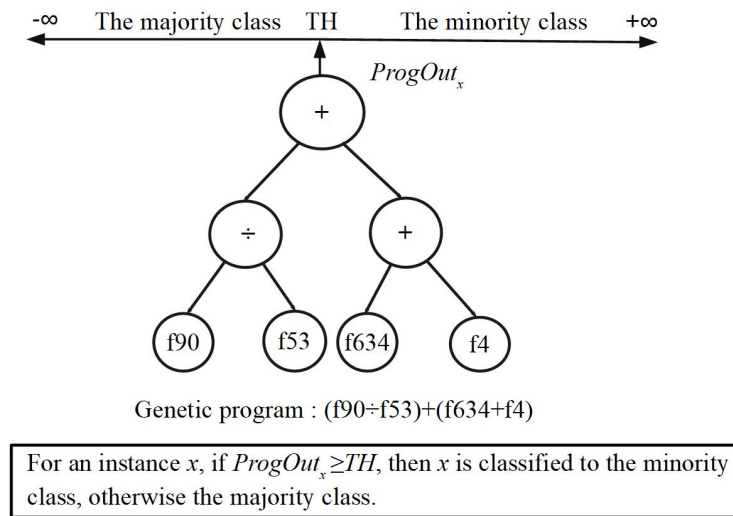 -∞ The majority class TH The minority class +∞
ProgOutₓ
+
÷ +
f90 f53 f634 f4
Genetic program : (f90÷f53)+(f634+f4)
For an instance x, if ProgOutₓ ≥TH, then x is classified to the minority
class, otherwise the majority class.